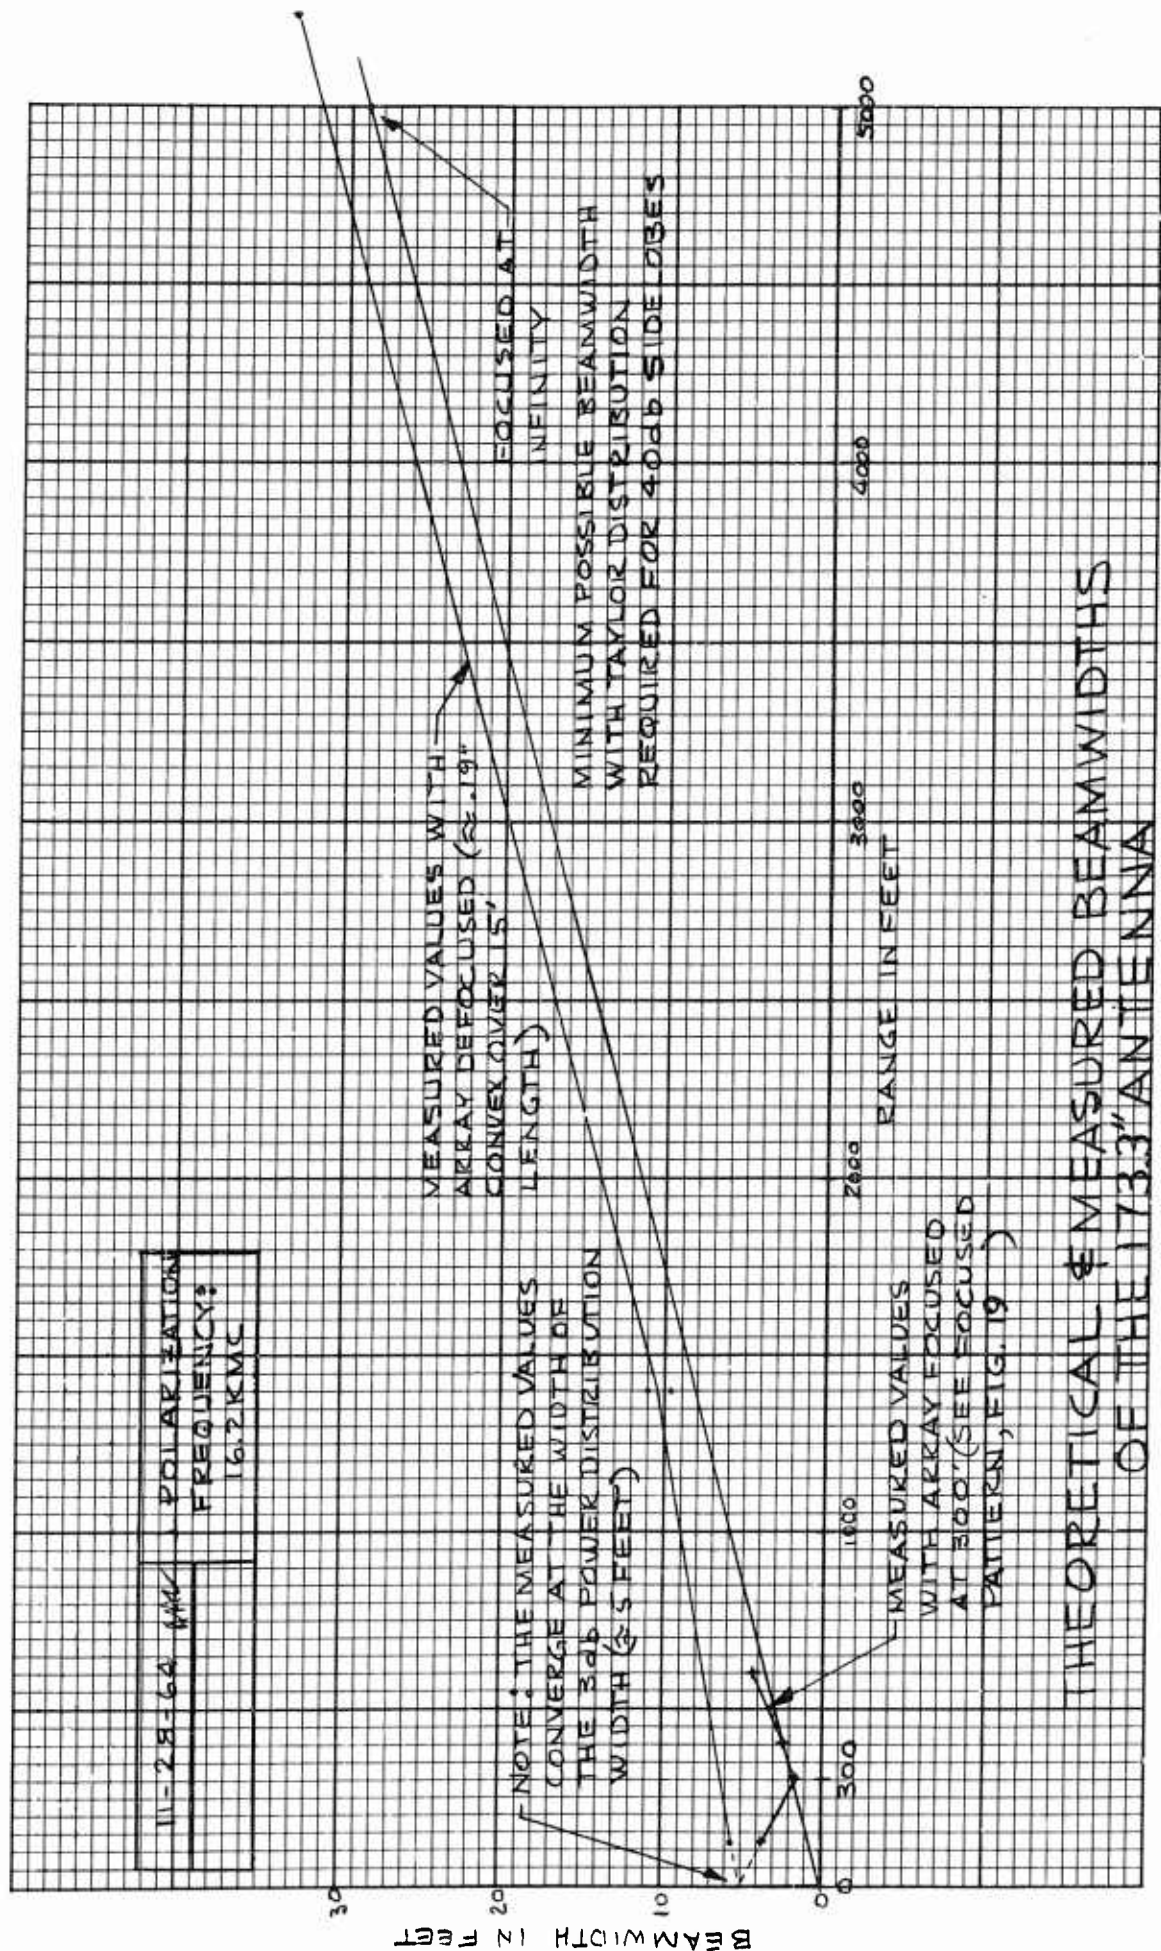 11-28-64
POLARIZATION
FREQUENCY:
16.2 KMC
NOTE: THE MEASURED VALUES
CONVERGE AT THE WIDTH OF
THE 3db POWER DISTRIBUTION
WIDTH (≈ 5 FEET)
MEASURED VALUES WITH
ARRAY DEFOCUSED (≈ .19"
CONVEX OVER 15'
LENGTH)
FOCUSED AT
INFINITY
MINIMUM POSSIBLE BEAMWIDTH
WITH TAYLOR DISTRIBUTION
REQUIRED FOR 40db SIDELOBES
MEASURED VALUES
WITH ARRAY FOCUSED
AT 300' (SEE FOCUSED
PATTERN, FIG. 19)
BEAMWIDTH IN FEET
30
20
10
0
0
300
1000
2000
3000
4000
5000
RANGE IN FEET
THEORETICAL & MEASURED BEAMWIDTHS
OF THE 173.3" ANTENNA